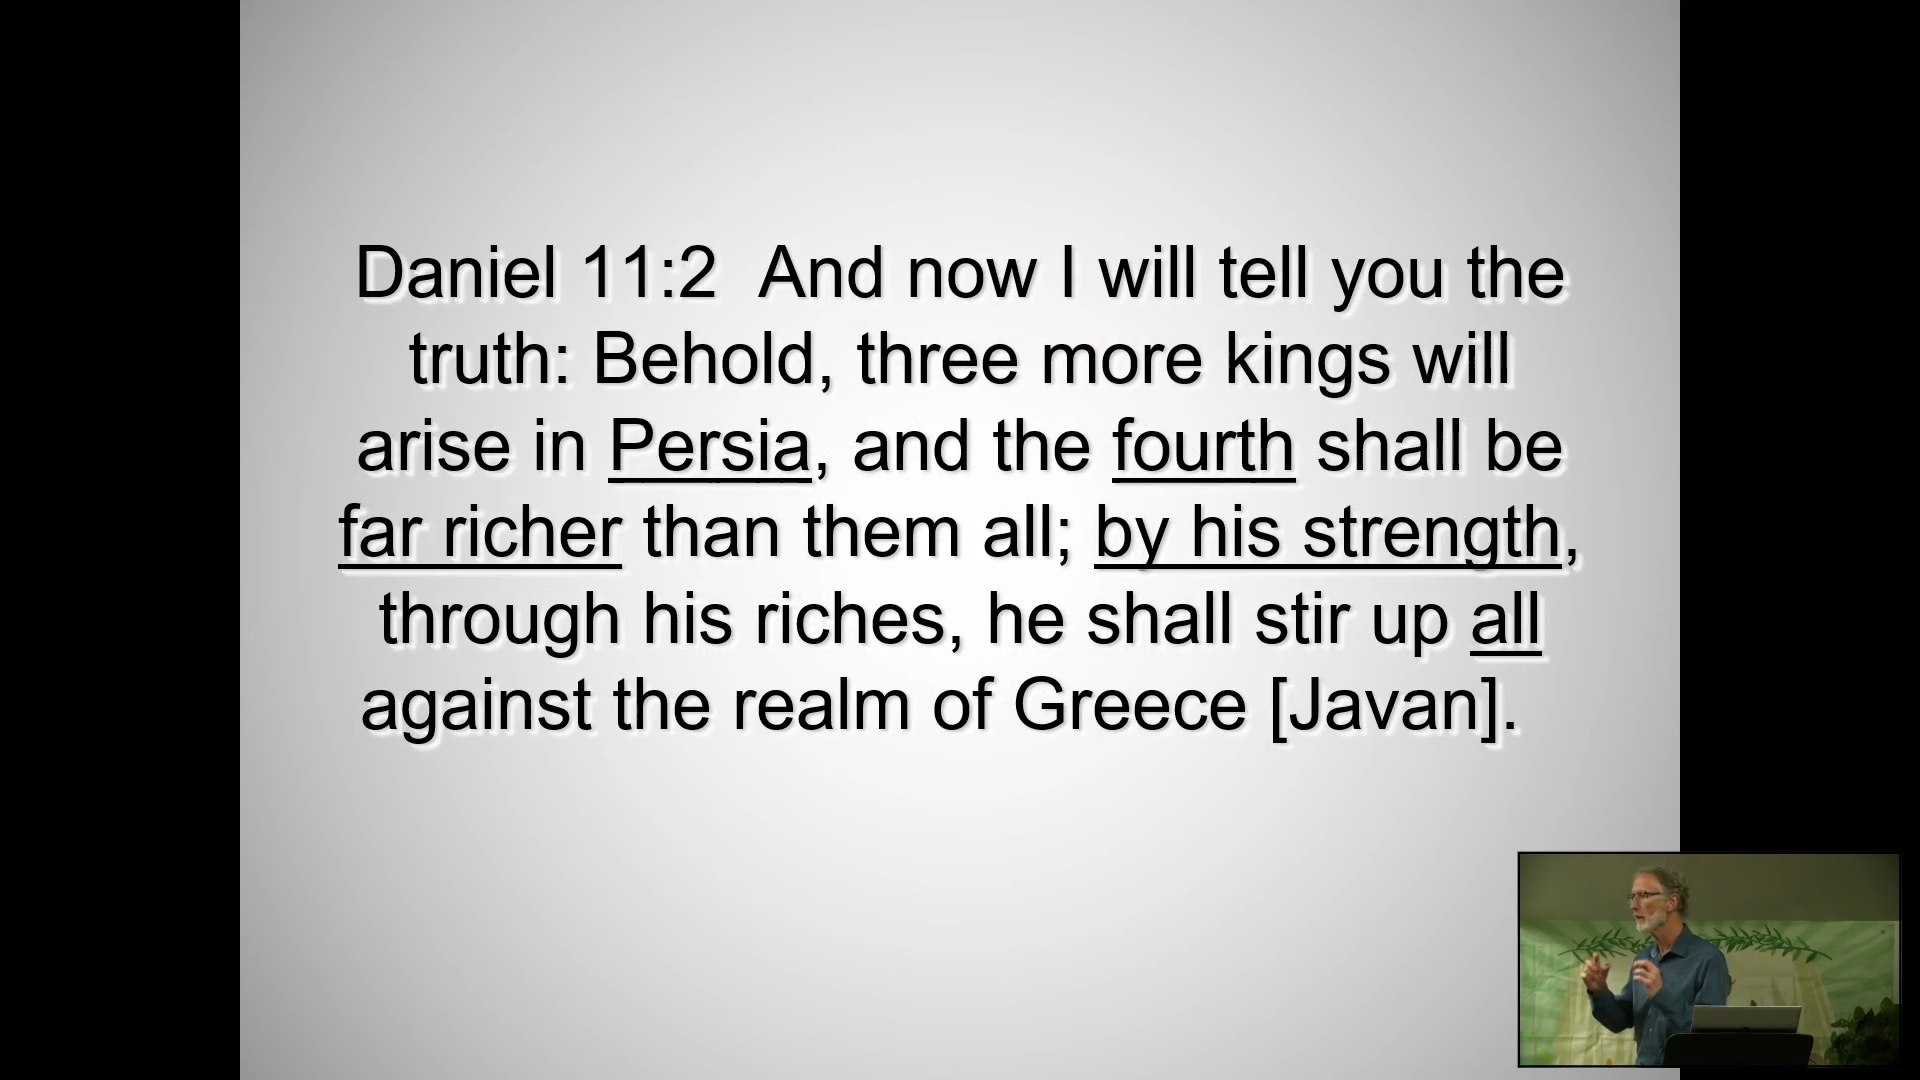 Daniel 11:2  And now I will tell you the
truth: Behold, three more kings will
arise in Persia, and the fourth shall be
far richer than them all; by his strength,
through his riches, he shall stir up all
against the realm of Greece [Javan].